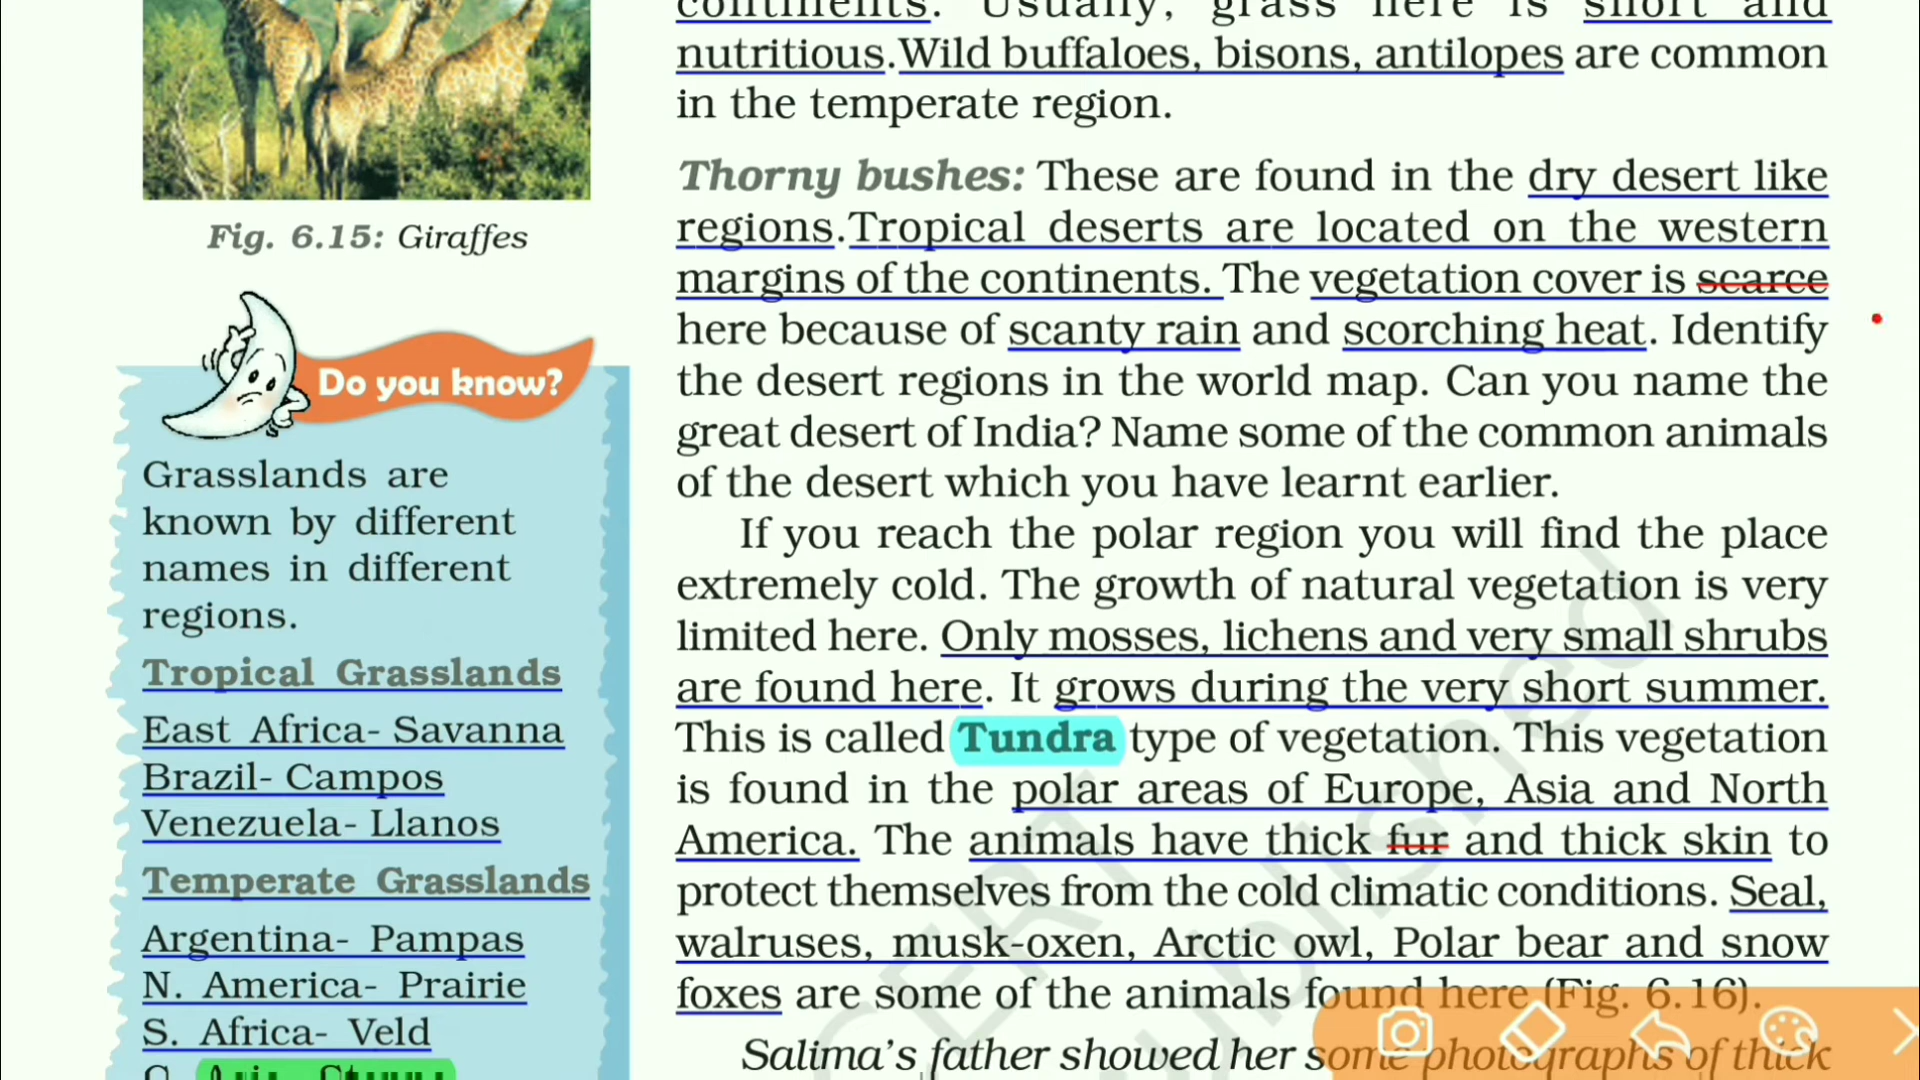 Fig. 6.15: Giraffes
Do you know?
Grasslands are
known by different
names in different
regions.
Tropical Grasslands
East Africa- Savanna
Brazil- Campos
Venezuela- Llanos
Temperate Grasslands
Argentina- Pampas
N. America- Prairie
S. Africa- Veld
continents. Usually, grass here is short and
nutritious.Wild buffaloes, bisons, antilopes are common
in the temperate region.
Thorny bushes: These are found in the dry desert like
regions.Tropical deserts are located on the western
margins of the continents. The vegetation cover is scarce
here because of scanty rain and scorching heat. Identify
the desert regions in the world map. Can you name the
great desert of India? Name some of the common animals
of the desert which you have learnt earlier.
If you reach the polar region you will find the place
extremely cold. The growth of natural vegetation is very
limited here. Only mosses, lichens and very small shrubs
are found here. It grows during the very short summer.
This is called Tundra type of vegetation. This vegetation
is found in the polar areas of Europe, Asia and North
America. The animals have thick fur and thick skin to
protect themselves from the cold climatic conditions. Seal,
walruses, musk-oxen, Arctic owl, Polar bear and snow
foxes are some of the animals found here (Fig. 6.16).
Salima's father showed her some photographs of thick